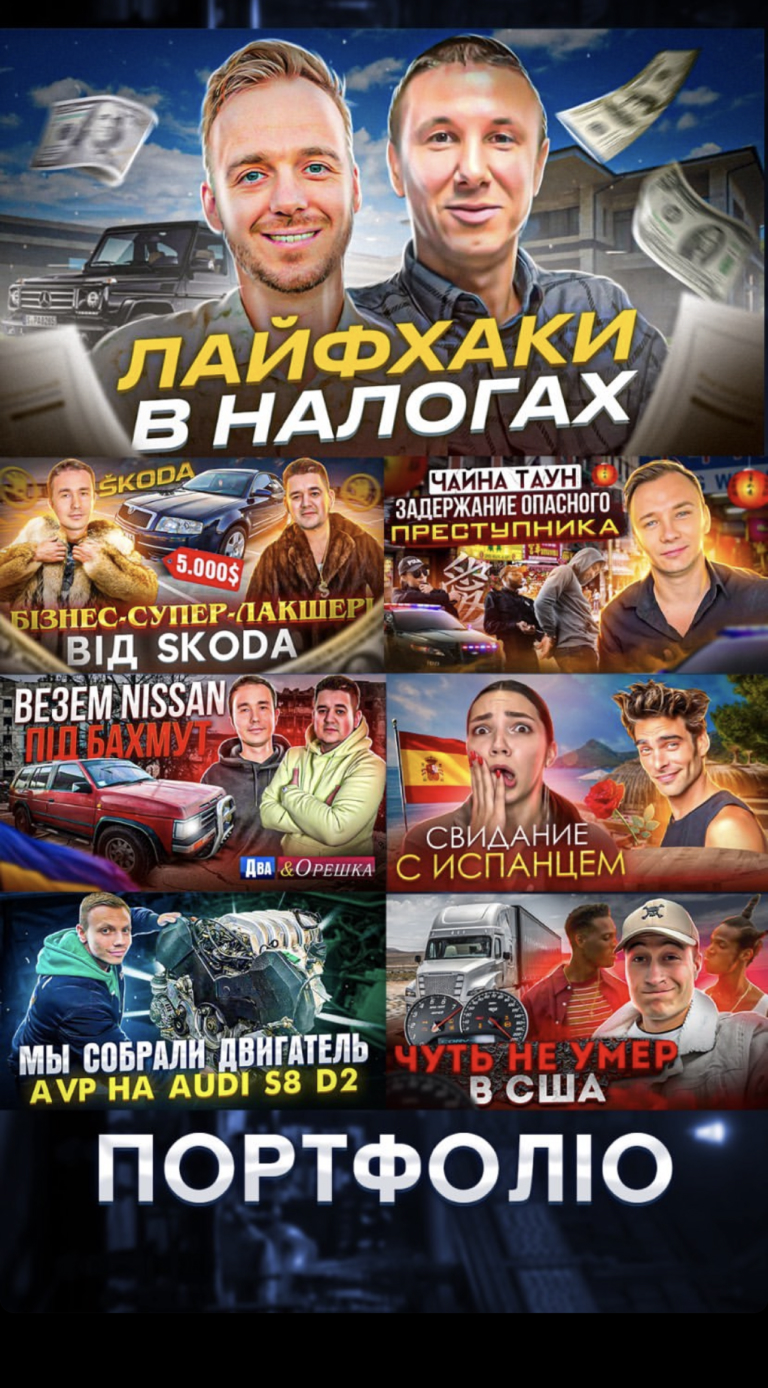 ЛАЙФХАКИ
В НАЛОГАХ
ŠKODA
5.000$
БІЗНЕС-СУПЕР-ЛАКШЕРІ
ВІД SKODA
ЧАЙНА ТАУН
ЗАДЕРЖАНИЕ ОПАСНОГО
ПРЕСТУПНИКА
ВЕЗЕМ NISSAN
ПІД БАХМУТ
Два &Орешка
СВИДАНИЕ
С ИСПАНЦЕМ
МЫ СОБРАЛИ ДВИГАТЕЛЬ
AVP НА AUDI S8 D2
ЧУТЬ НЕ УМЕР
В США
ПОРТФОЛІО